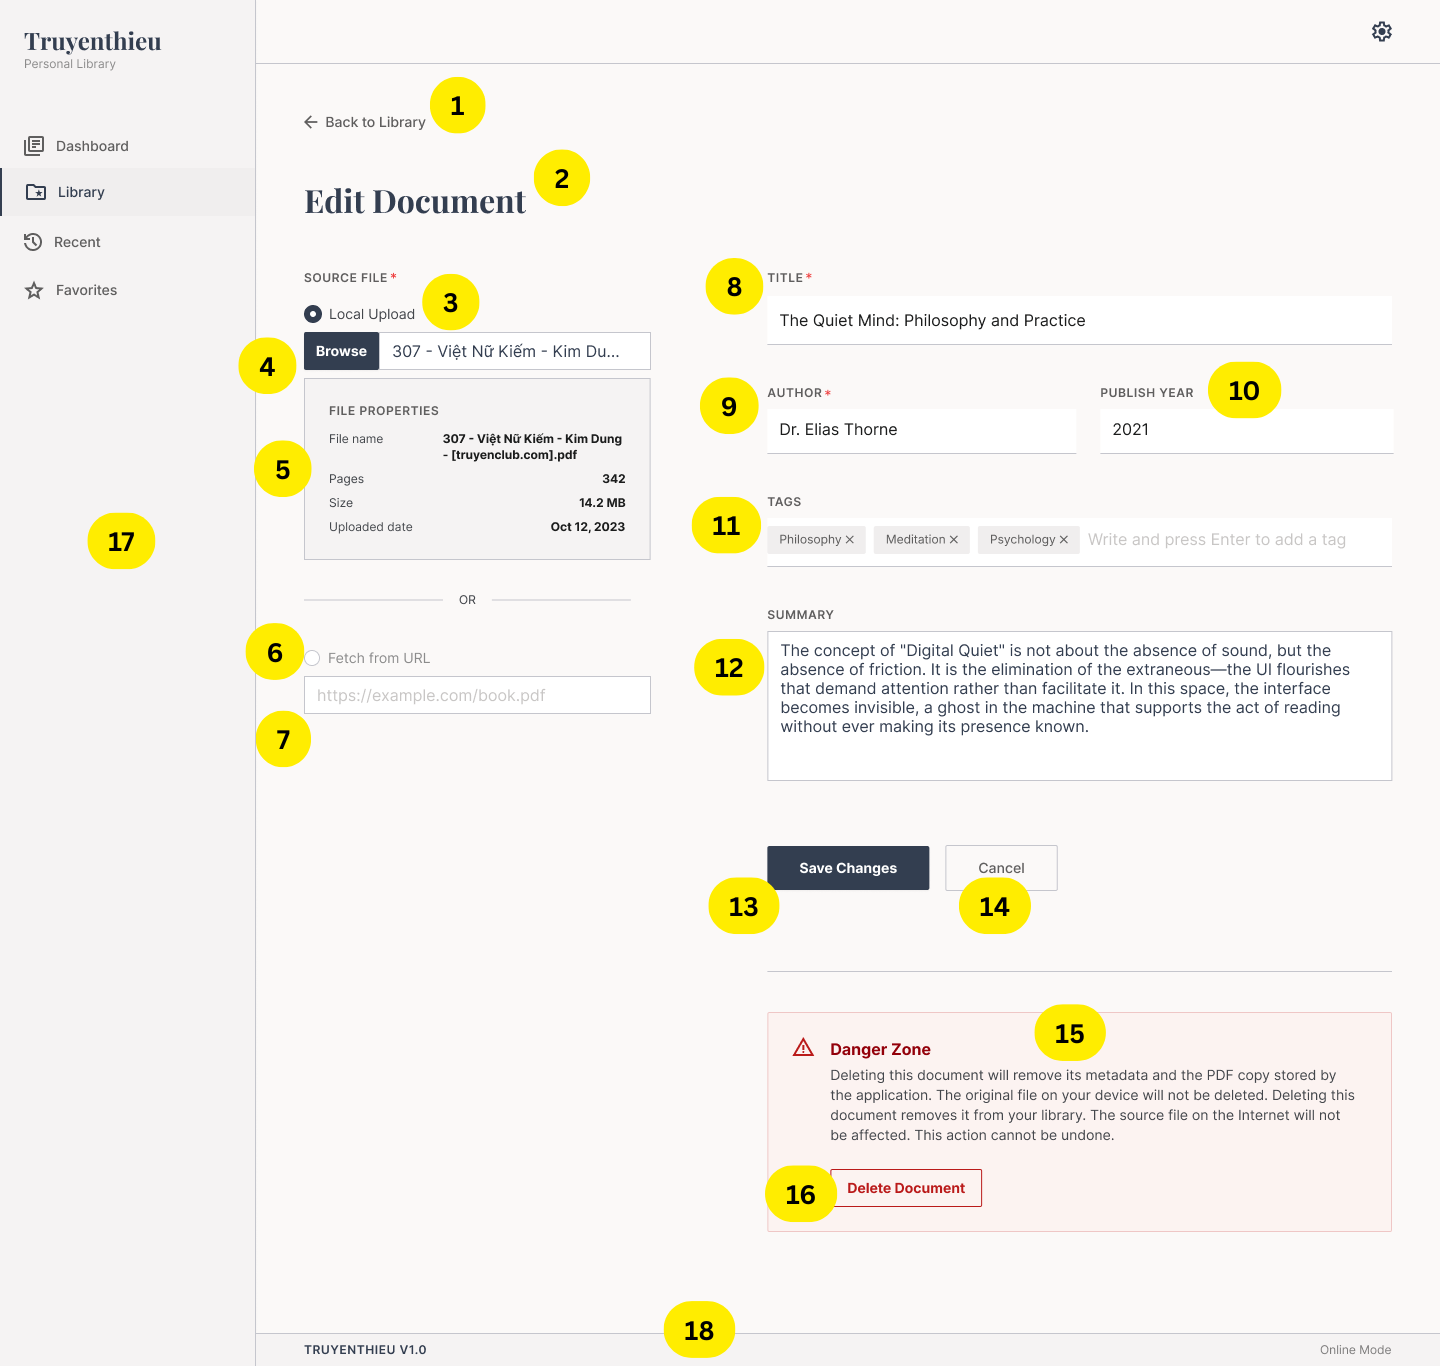 Truyenthieu
Personal Library
Dashboard
Library
Recent
Favorites
17
Back to Library
1
Edit Document
2
SOURCE FILE *
Local Upload
3
4
Browse
307 - Việt Nữ Kiếm - Kim Du...
5
FILE PROPERTIES
File name
307 - Việt Nữ Kiếm - Kim Dung
- [truyenclub.com].pdf
Pages
342
Size
14.2 MB
Uploaded date
Oct 12, 2023
OR
6
Fetch from URL
https://example.com/book.pdf
7
8
TITLE *
The Quiet Mind: Philosophy and Practice
9
AUTHOR *
Dr. Elias Thorne
PUBLISH YEAR
10
2021
11
TAGS
Philosophy ×
Meditation ×
Psychology ×
Write and press Enter to add a tag
12
SUMMARY
The concept of "Digital Quiet" is not about the absence of sound, but the
absence of friction. It is the elimination of the extraneous—the UI flourishes
that demand attention rather than facilitate it. In this space, the interface
becomes invisible, a ghost in the machine that supports the act of reading
without ever making its presence known.
Save Changes
13
Cancel
14
15
Danger Zone
Deleting this document will remove its metadata and the PDF copy stored by
the application. The original file on your device will not be deleted. Deleting this
document removes it from your library. The source file on the Internet will not
be affected. This action cannot be undone.
16
Delete Document
18
TRUYENTHIEU V1.0
Online Mode